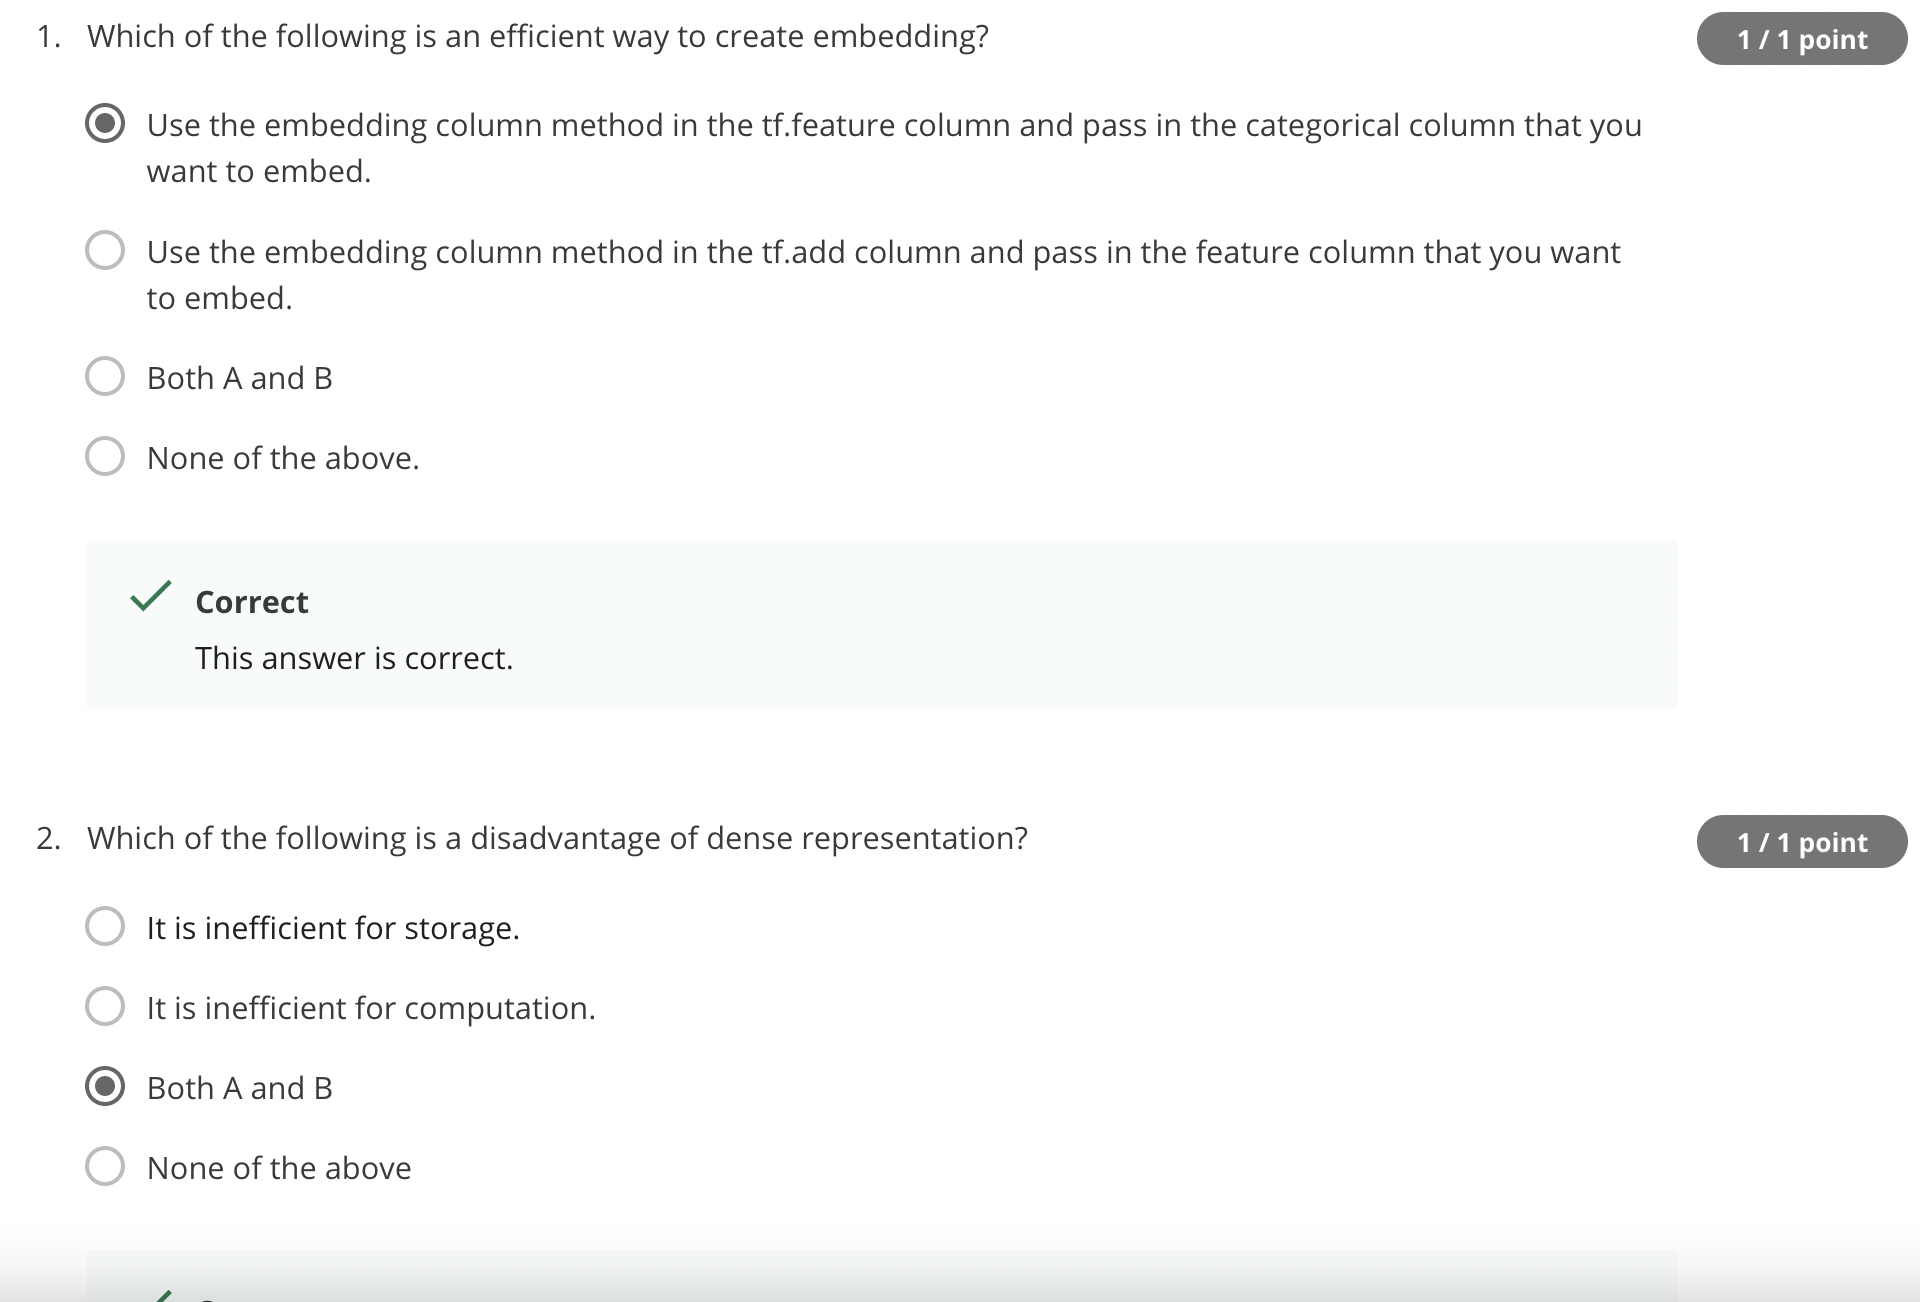 1. Which of the following is an efficient way to create embedding?
1 / 1 point
Use the embedding column method in the tf.feature column and pass in the categorical column that you
want to embed.
Use the embedding column method in the tf.add column and pass in the feature column that you want
to embed.
Both A and B
None of the above.
Correct
This answer is correct.
2. Which of the following is a disadvantage of dense representation?
1 / 1 point
It is inefficient for storage.
It is inefficient for computation.
Both A and B
None of the above